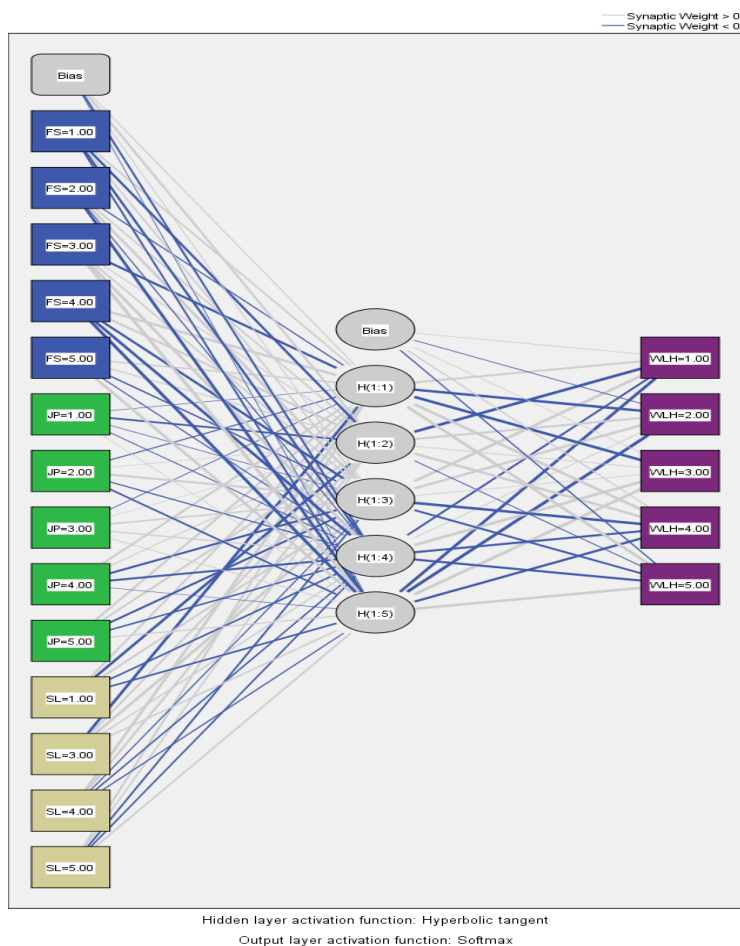 Synaptic Weight > 0
Synaptic Weight < 0
Bias
FS=1.00
FS=2.00
FS=3.00
FS=4.00
FS=5.00
JP=1.00
JP=2.00
JP=3.00
JP=4.00
JP=5.00
SL=1.00
SL=3.00
SL=4.00
SL=5.00
Bias
H(1:1)
H(1:2)
H(1:3)
H(1:4)
H(1:5)
WLH=1.00
WLH=2.00
WLH=3.00
WLH=4.00
WLH=5.00
Hidden layer activation function: Hyperbolic tangent
Output layer activation function: Softmax